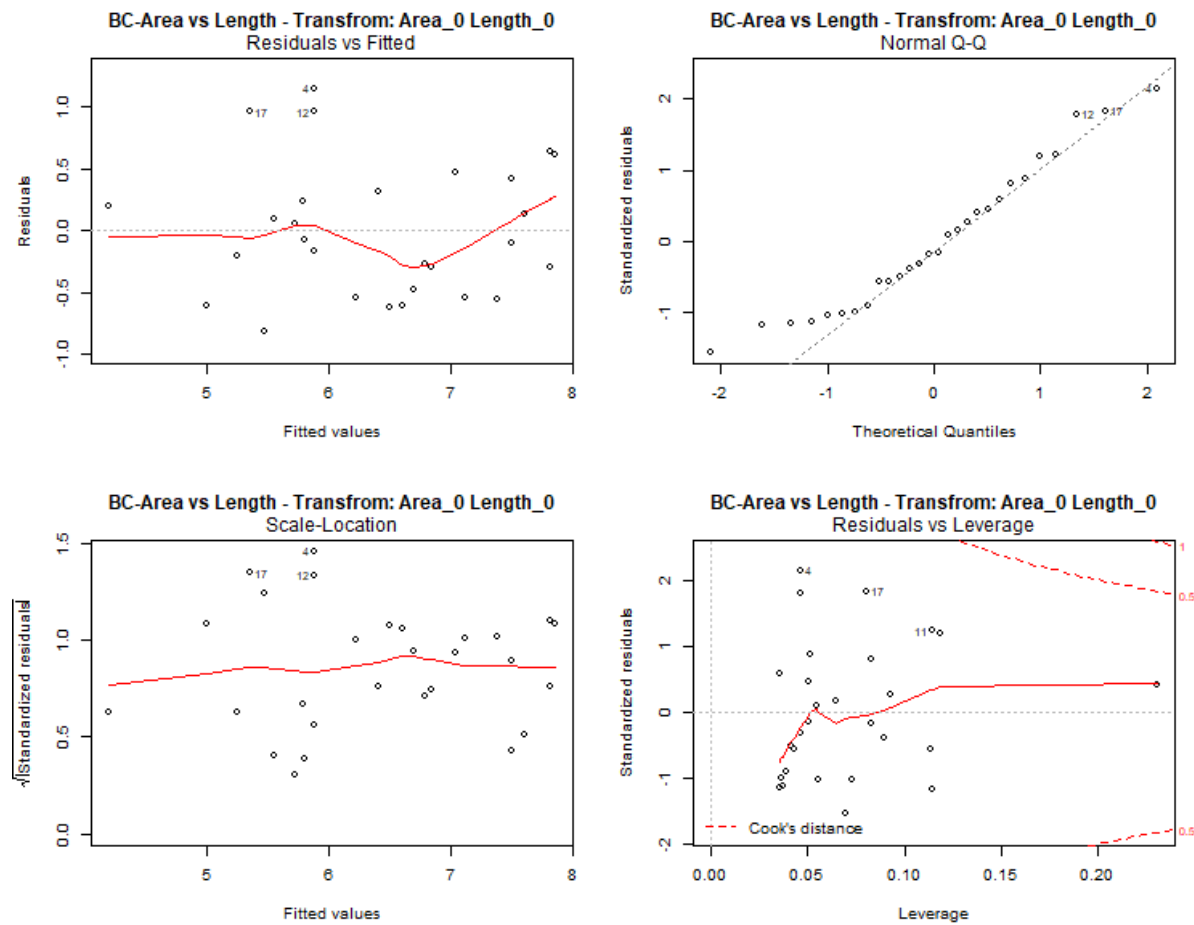 BC-Area vs Length - Transfrom: Area_0 Length_0
Residuals vs Fitted
4
17
12
1.0
0.5
0.0
-0.5
-1.0
Residuals
5 6 7 8
Fitted values
BC-Area vs Length - Transfrom: Area_0 Length_0
Normal Q-Q
4
12
17
2
1
0
-1
Standardized residuals
-2 -1 0 1 2
Theoretical Quantiles
BC-Area vs Length - Transfrom: Area_0 Length_0
Scale-Location
4
17
12
1.5
1.0
0.5
0.0
√|Standardized residuals|
5 6 7 8
Fitted values
BC-Area vs Length - Transfrom: Area_0 Length_0
Residuals vs Leverage
1
0.5
4
17
11
2
1
0
-1
-2
Standardized residuals
Cook's distance
0.5
0.00 0.05 0.10 0.15 0.20
Leverage